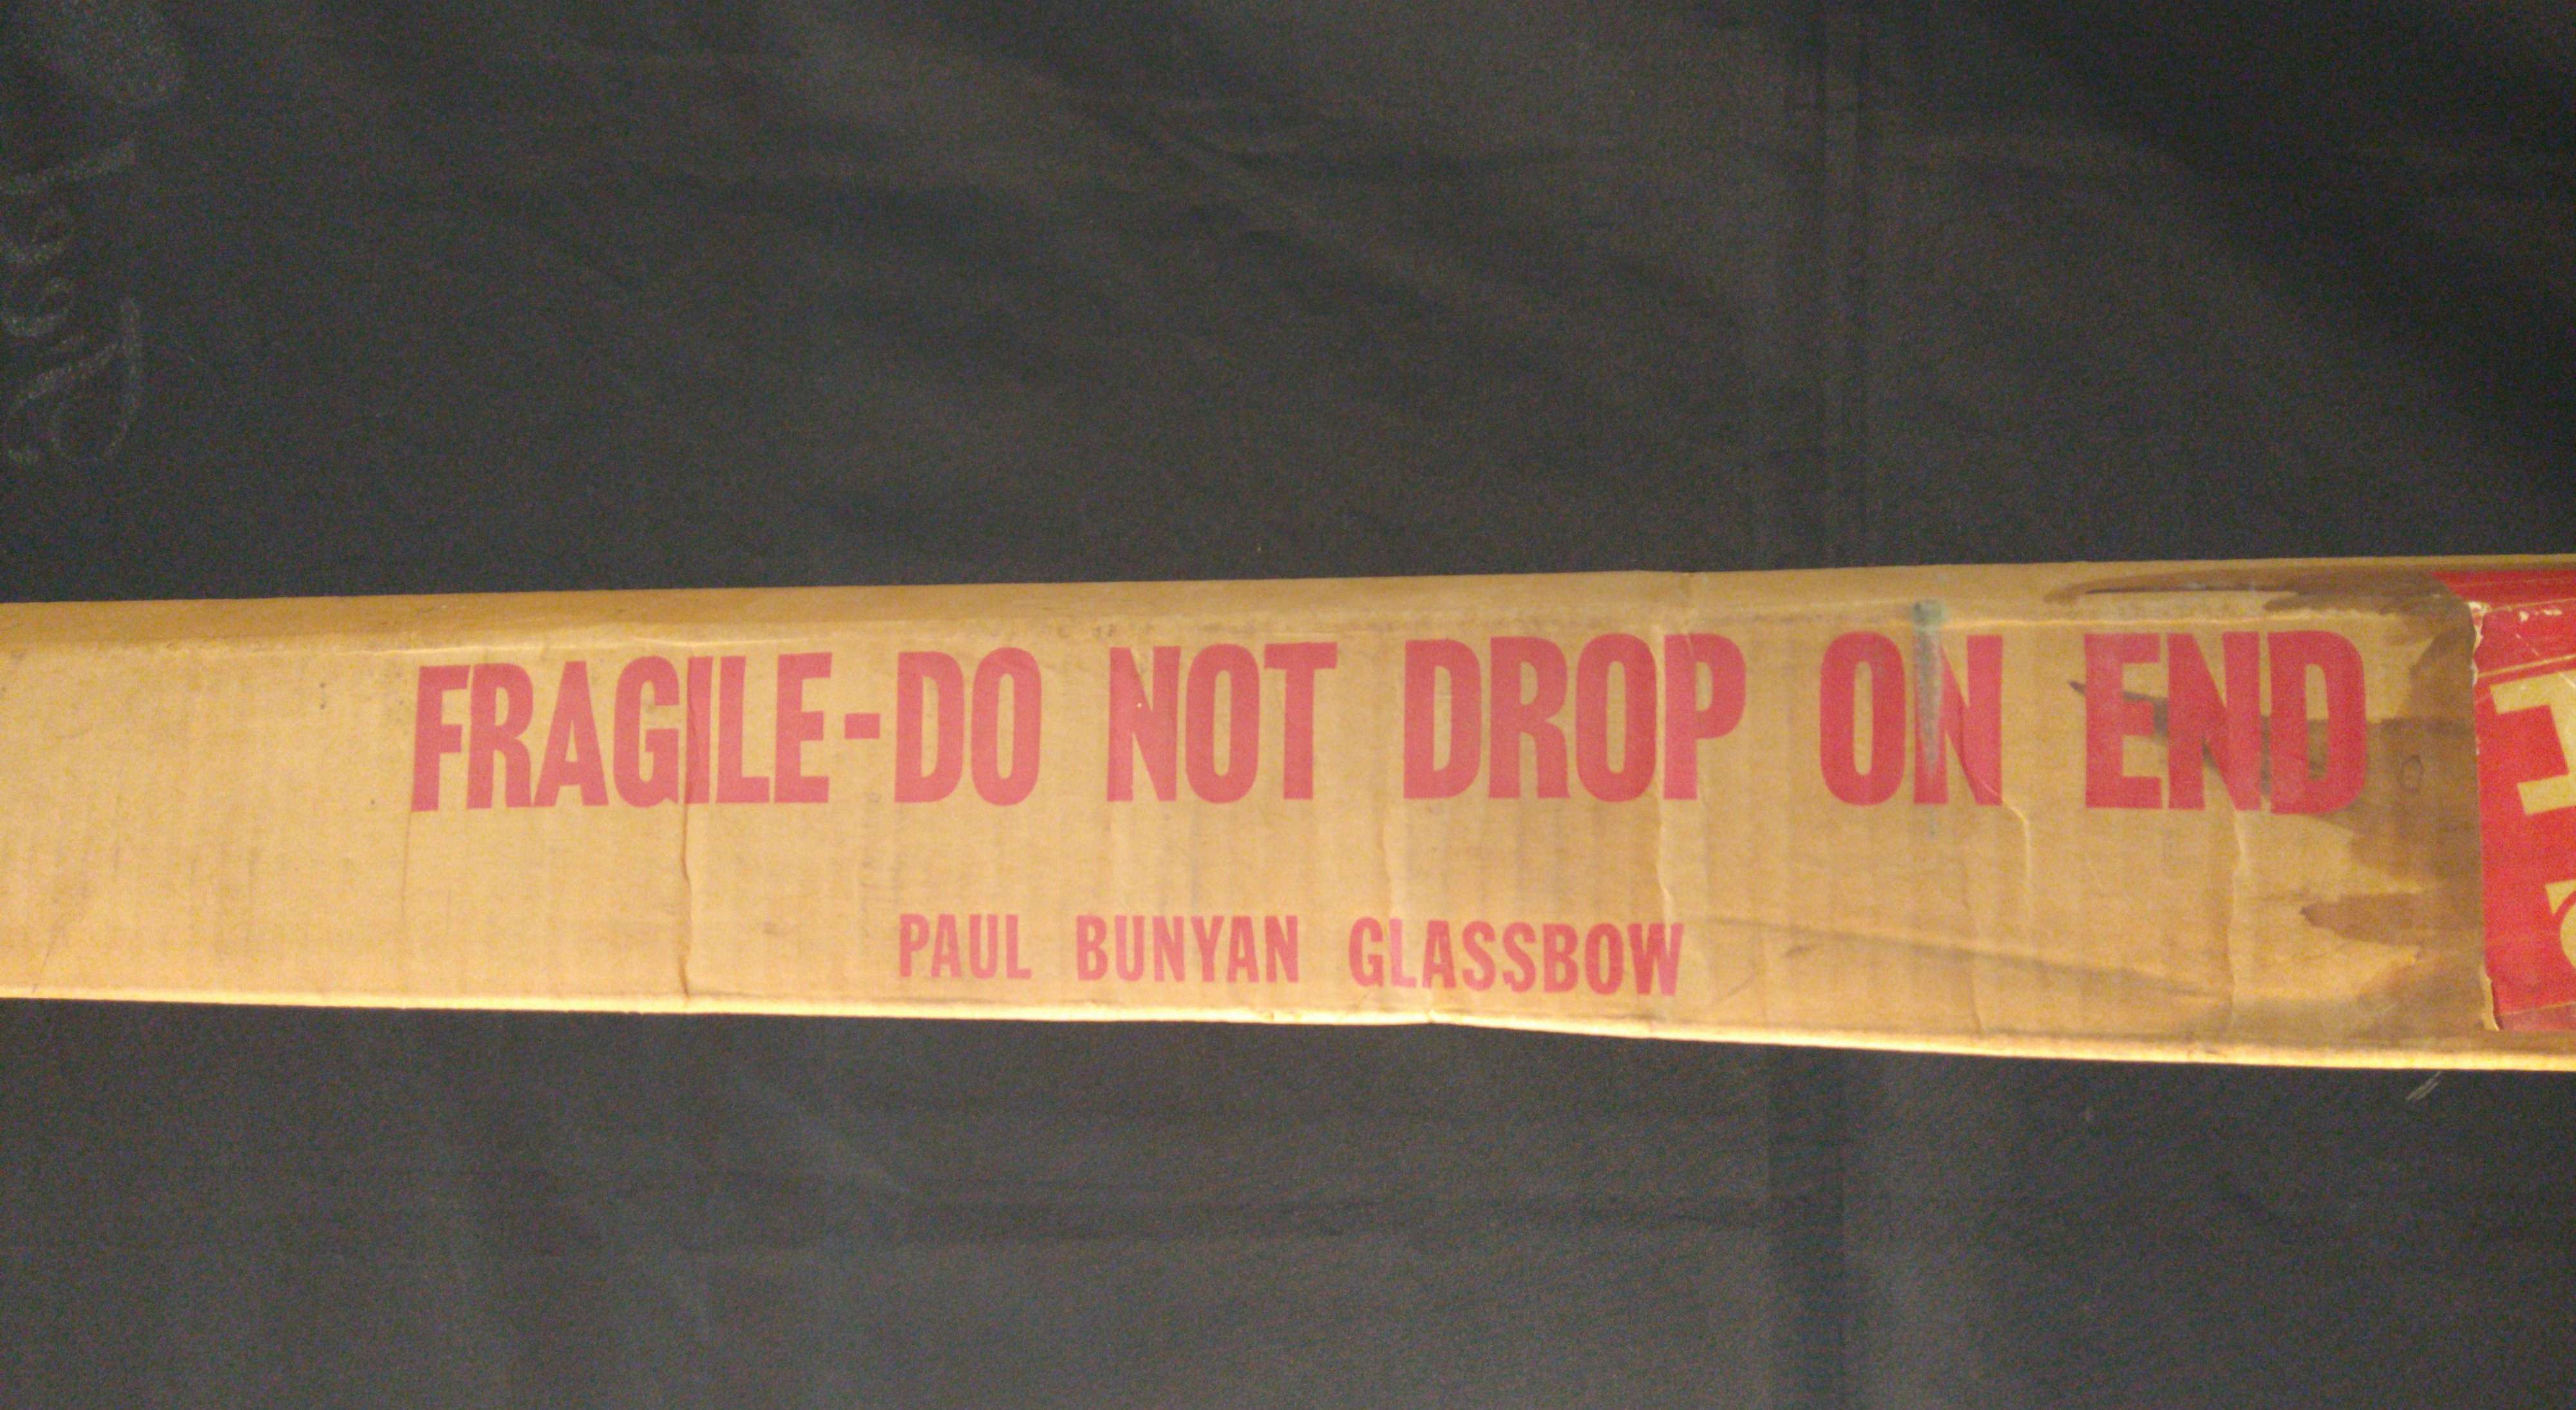 FRAGILE-DO NOT DROP ON END
PAUL BUNYAN GLASSBOW